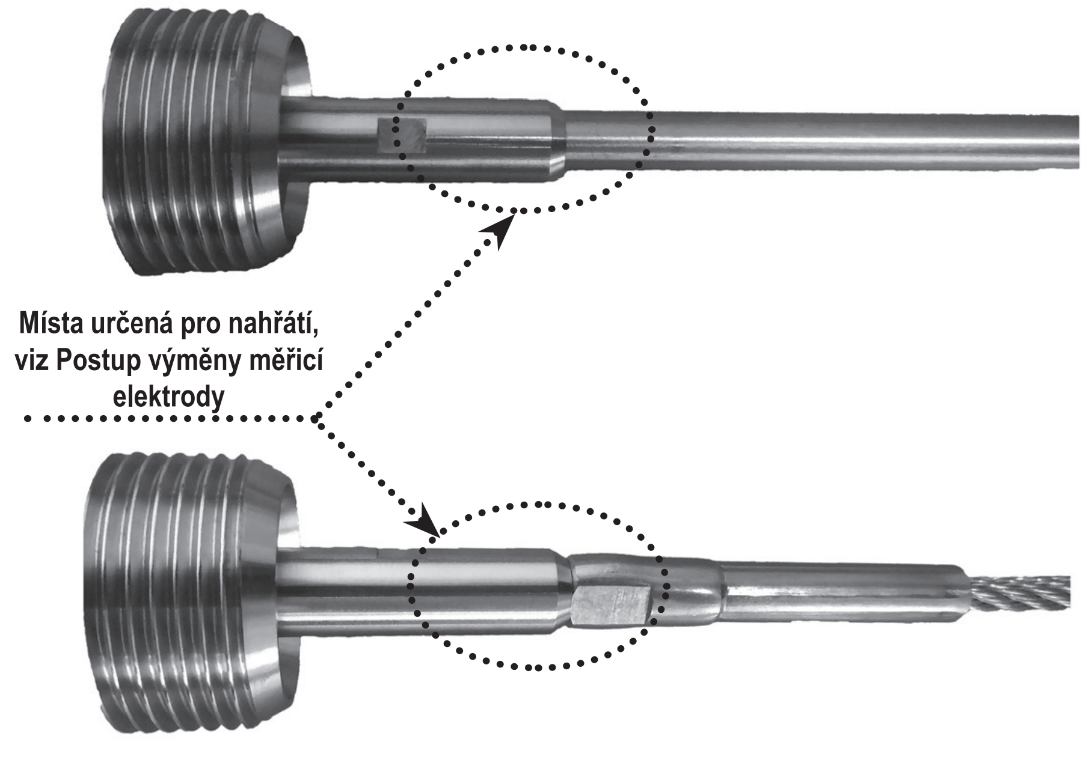 Místa určená pro nahřátí,
viz Postup výměny měřicí
elektrody